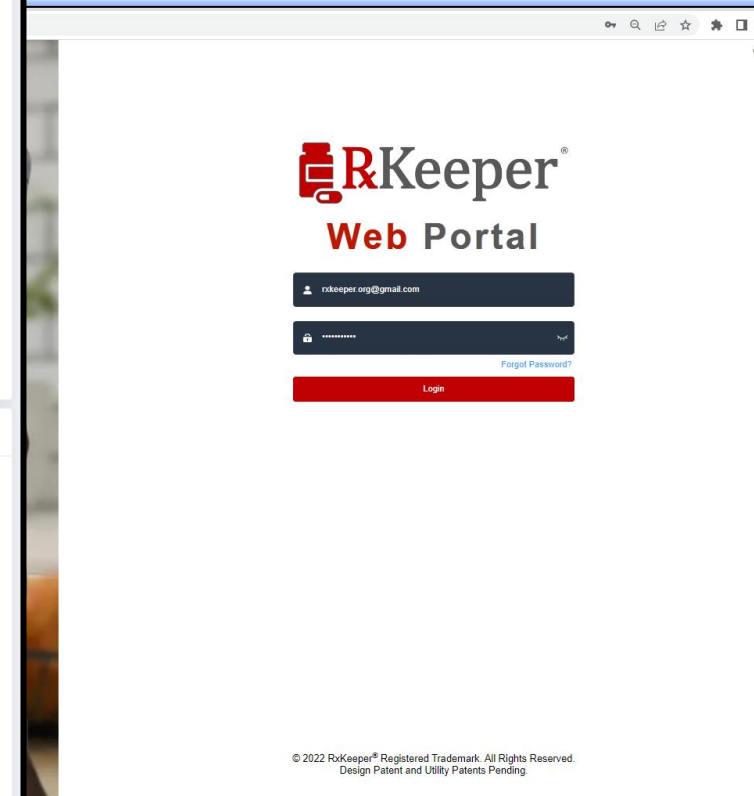 RxKeeper®
Web Portal
rxkeeper.org@gmail.com
•••••••••••
Forgot Password?
Login
© 2022 RxKeeper® Registered Trademark. All Rights Reserved.
Design Patent and Utility Patents Pending.